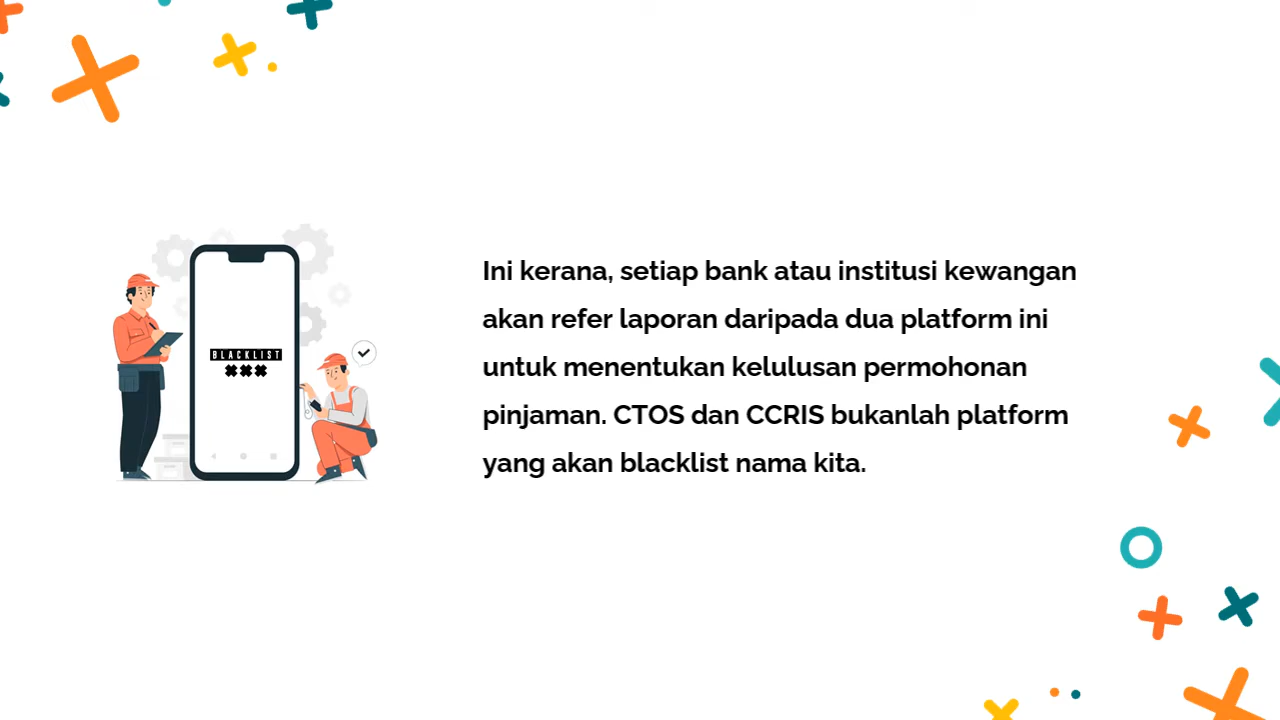 BLACKLIST
Ini kerana, setiap bank atau institusi kewangan
akan refer laporan daripada dua platform ini
untuk menentukan kelulusan permohonan
pinjaman. CTOS dan CCRIS bukanlah platform
yang akan blacklist nama kita.